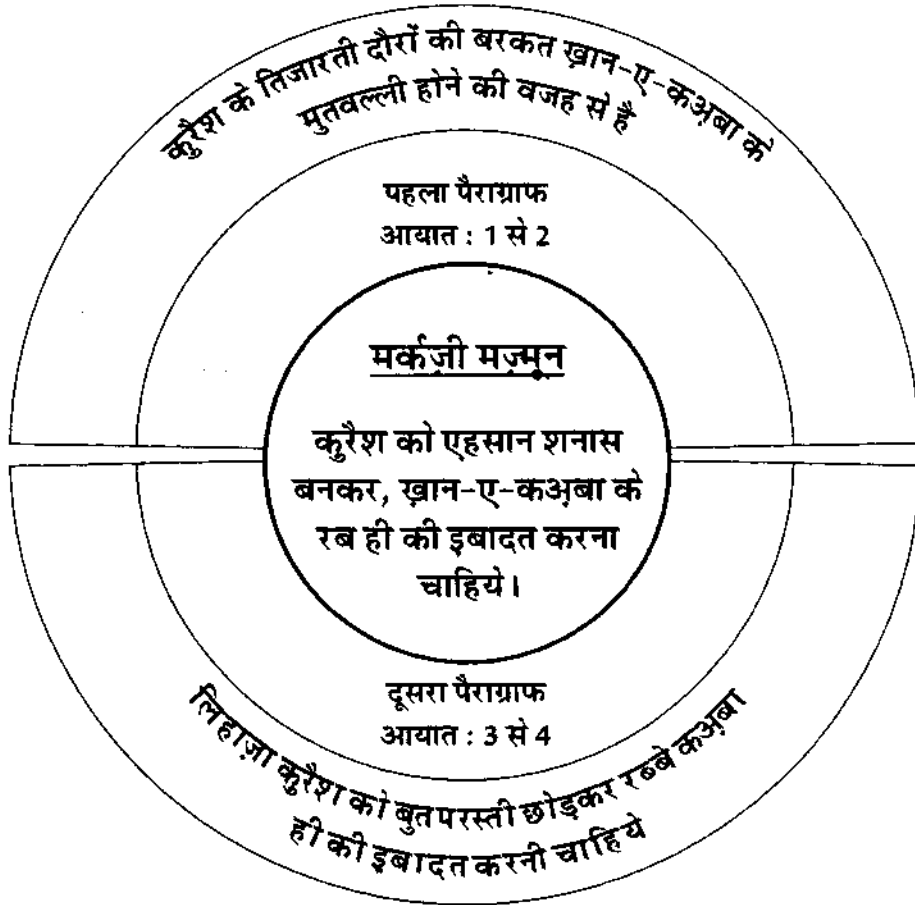 कुरैश के तिजारती दौरों की बरकत ख़ान-ए-कअ़बा के
मुतवल्ली होने की वजह से है
पहला पैराग्राफ
आयात : 1 से 2
मर्कज़ी मज़्मून
कुरैश को एहसान शनास
बनकर, ख़ान-ए-कअ़बा के
रब ही की इबादत करना
चाहिये।
दूसरा पैराग्राफ
आयात : 3 से 4
लिहाज़ा कुरैश को बुतपरस्ती छोड़कर रब्बे कअ़बा
ही की इबादत करनी चाहिये